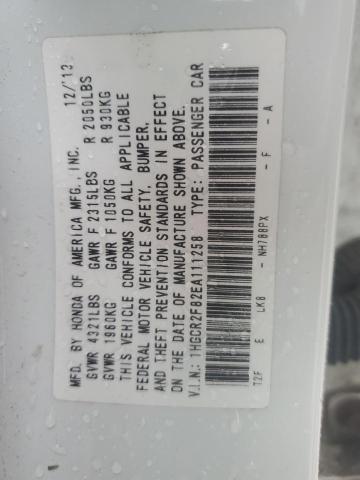 MFD. BY HONDA OF AMERICA MFG., INC. 12/13
GVWR 4321LBS GAWR F 2315LBS R 2050LBS
GVWR 1960KG GAWR F 1050KG R 930KG
THIS VEHICLE CONFORMS TO ALL APPLICABLE
FEDERAL MOTOR VEHICLE SAFETY, BUMPER,
AND THEFT PREVENTION STANDARDS IN EFFECT
ON THE DATE OF MANUFACTURE SHOWN ABOVE.
V.I.N.: 1HGCR2F82EA111258 TYPE: PASSENGER CAR
T2F E LK8 - NH788PX - F - A